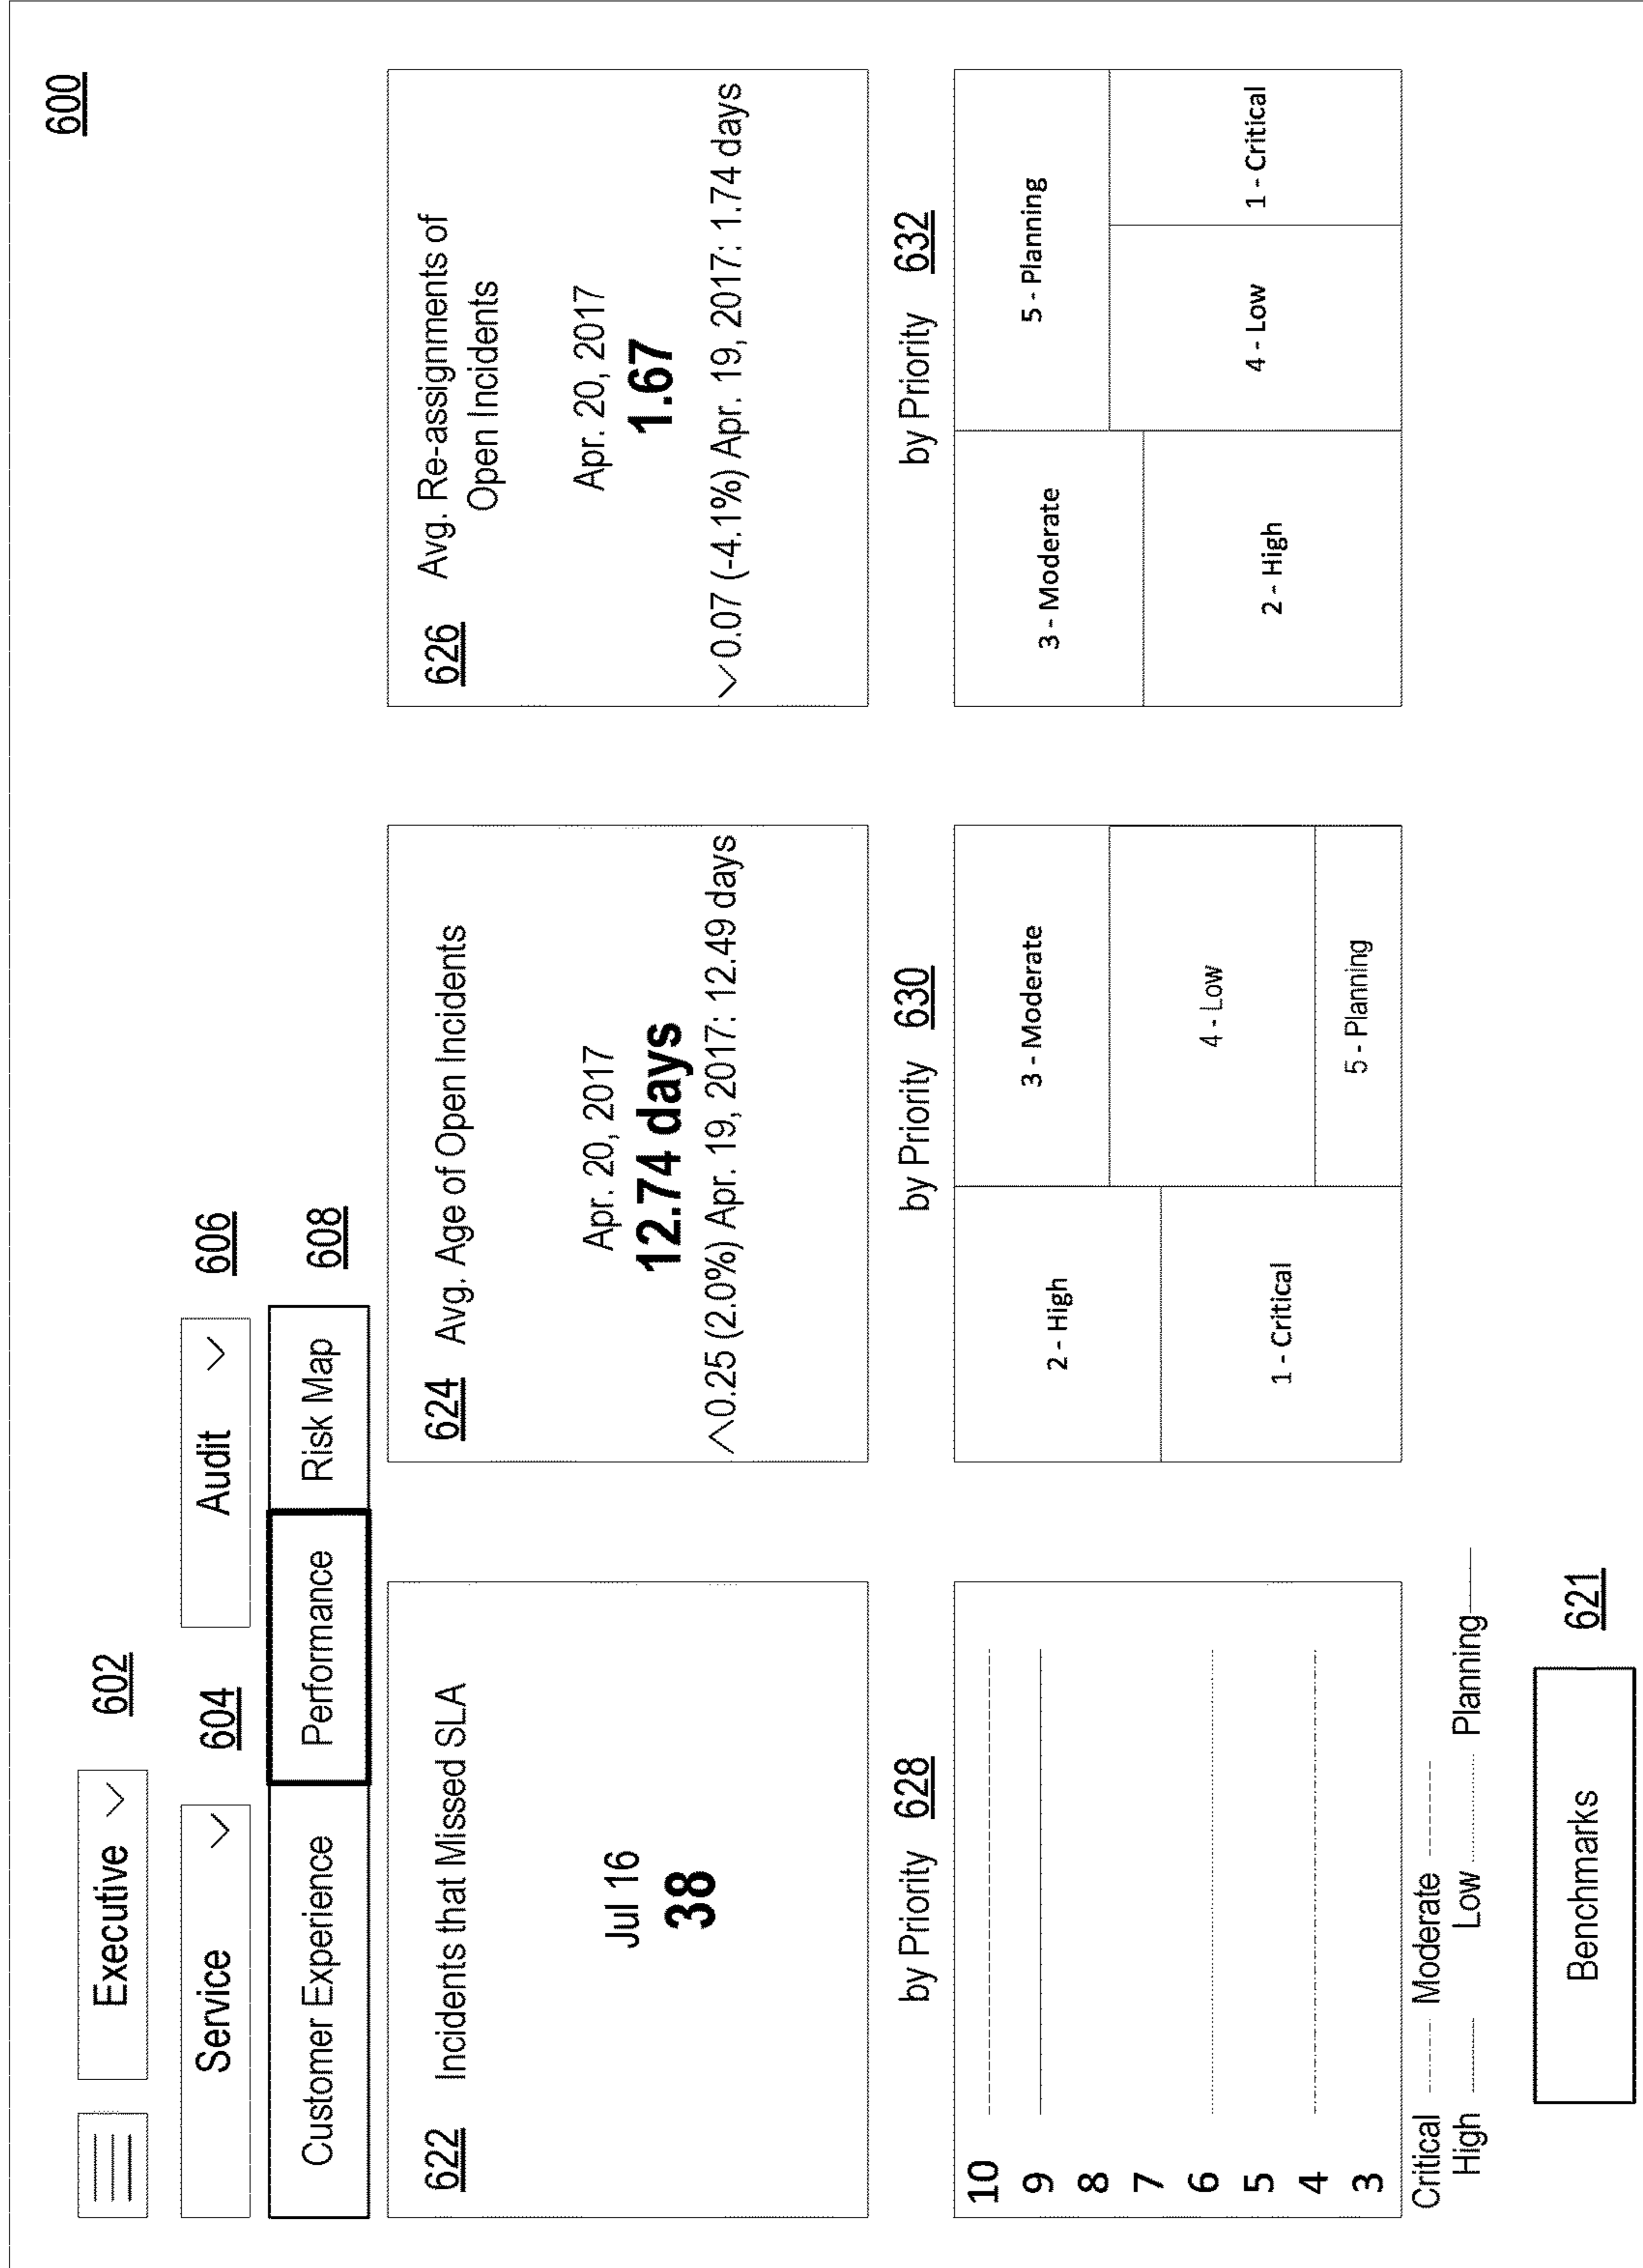 600
Executive 602
Service 604 Audit 606
Customer Experience Performance Risk Map 608
622 Incidents that Missed SLA
Jul 16
38
624 Avg. Age of Open Incidents
Apr. 20, 2017
12.74 days
0.25 (2.0%) Apr. 19, 2017: 12.49 days
626 Avg. Re-assignments of
Open Incidents
Apr. 20, 2017
1.67
0.07 (-4.1%) Apr. 19, 2017: 1.74 days
by Priority 628
10
9
8
7
6
5
4
3
Critical Moderate
High Low Planning
by Priority 630
2 - High
3 - Moderate
4 - Low
1 - Critical
5 - Planning
by Priority 632
3 - Moderate
5 - Planning
2 - High
4 - Low
1 - Critical
Benchmarks 621